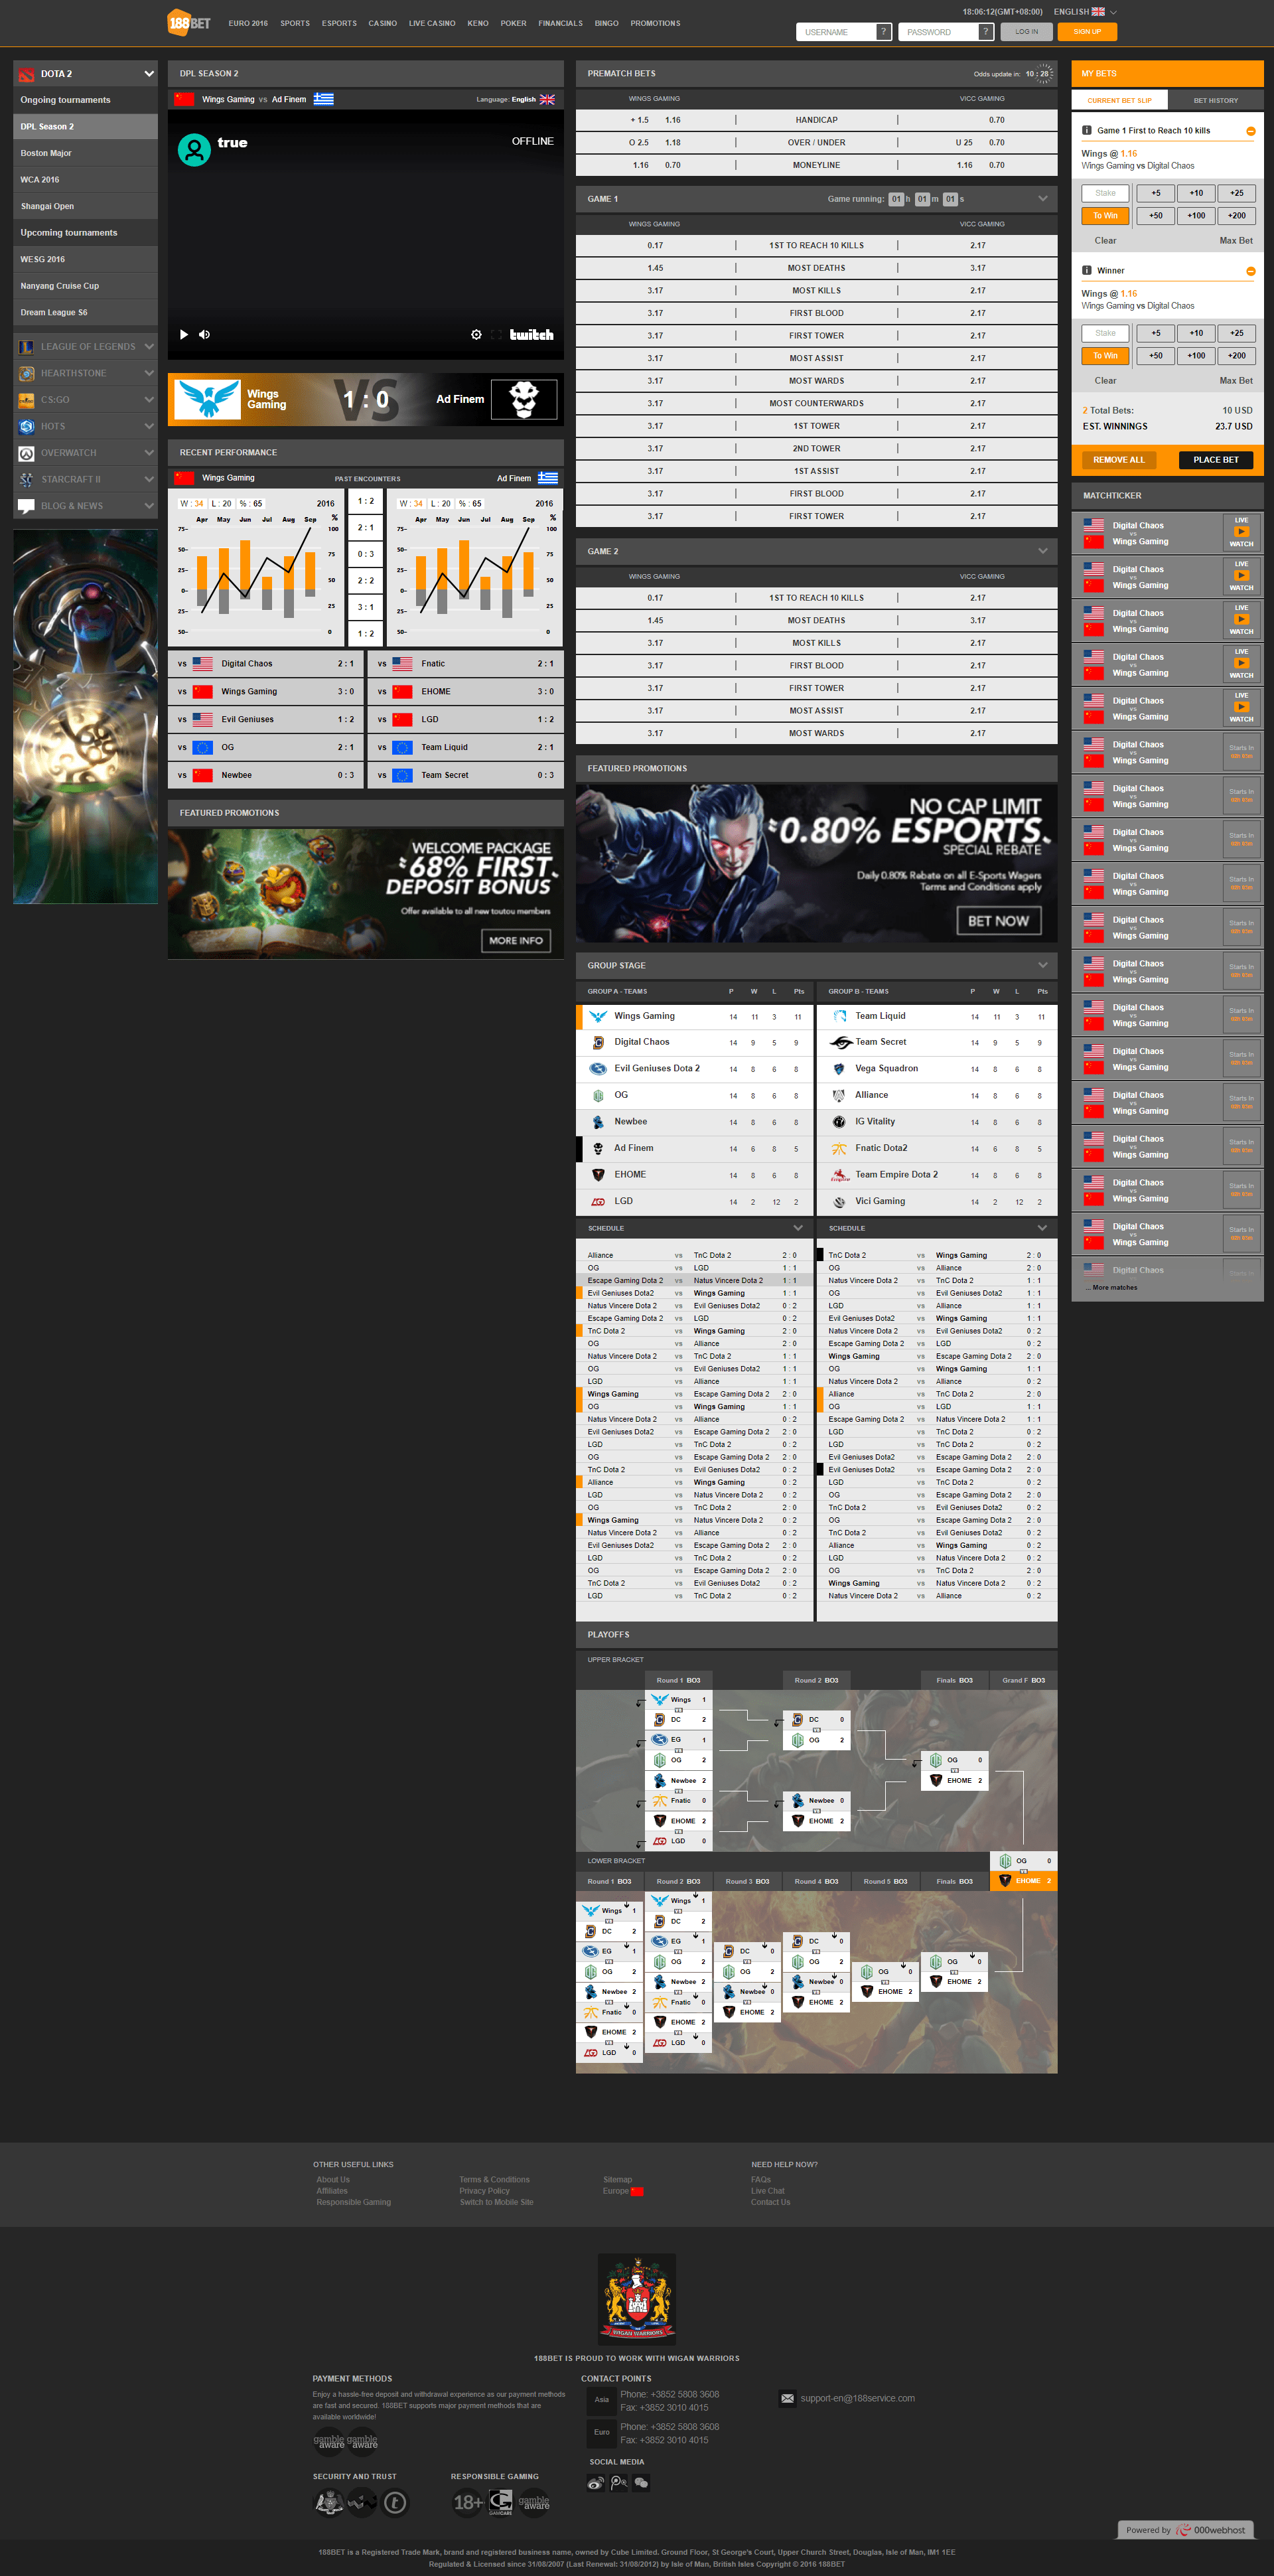 188BET EURO 2016 SPORTS ESPORTS CASINO LIVE CASINO KENO POKER FINANCIALS BINGO PROMOTIONS
18:06:12(GMT+08:00) ENGLISH
USERNAME ? PASSWORD ? LOG IN SIGN UP
DOTA 2
Ongoing tournaments
DPL Season 2
Boston Major
WCA 2016
Shangai Open
Upcoming tournaments
WESG 2016
Nanyang Cruise Cup
Dream League S6
LEAGUE OF LEGENDS
HEARTHSTONE
CS:GO
HOTS
OVERWATCH
STARCRAFT II
BLOG & NEWS
DPL SEASON 2
Wings Gaming vs Ad Finem Language: English
true OFFLINE
twitch
Wings Gaming VS 1 : 0 Ad Finem
RECENT PERFORMANCE
Wings Gaming PAST ENCOUNTERS Ad Finem
W : 34 L : 20 % : 65 2016
Apr May Jun Jul Aug Sep %
75 50 25 0 25 50
100 75 50 25 0
1 : 2
2 : 1
0 : 3
2 : 2
3 : 1
1 : 2
W : 34 L : 20 % : 65 2016
Apr May Jun Jul Aug Sep %
75 50 25 0 25 50
100 75 50 25 0
vs Digital Chaos 2 : 1 vs Fnatic 2 : 1
vs Wings Gaming 3 : 0 vs EHOME 3 : 0
vs Evil Geniuses 1 : 2 vs LGD 1 : 2
vs OG 2 : 1 vs Team Liquid 2 : 1
vs Newbee 0 : 3 vs Team Secret 0 : 3
FEATURED PROMOTIONS
WELCOME PACKAGE
68% FIRST
DEPOSIT BONUS
Offer available to all new toutou members
MORE INFO
PREMATCH BETS Odds update in: 10 : 28
WINGS GAMING VICC GAMING
+ 1.5 1.16 | HANDICAP | 0.70
O 2.5 1.18 | OVER / UNDER | U 25 0.70
1.16 0.70 | MONEYLINE | 1.16 0.70
GAME 1 Game running: 01 h 01 m 01 s
WINGS GAMING VICC GAMING
0.17 | 1ST TO REACH 10 KILLS | 2.17
1.45 | MOST DEATHS | 3.17
3.17 | MOST KILLS | 2.17
3.17 | FIRST BLOOD | 2.17
3.17 | FIRST TOWER | 2.17
3.17 | MOST ASSIST | 2.17
3.17 | MOST WARDS | 2.17
3.17 | MOST COUNTERWARDS | 2.17
3.17 | 1ST TOWER | 2.17
3.17 | 2ND TOWER | 2.17
3.17 | 1ST ASSIST | 2.17
3.17 | FIRST BLOOD | 2.17
3.17 | FIRST TOWER | 2.17
GAME 2
WINGS GAMING VICC GAMING
0.17 | 1ST TO REACH 10 KILLS | 2.17
1.45 | MOST DEATHS | 3.17
3.17 | MOST KILLS | 2.17
3.17 | FIRST BLOOD | 2.17
3.17 | FIRST TOWER | 2.17
3.17 | MOST ASSIST | 2.17
3.17 | MOST WARDS | 2.17
FEATURED PROMOTIONS
NO CAP LIMIT
0.80% ESPORTS
SPECIAL REBATE
Daily 0.80% Rebate on all E-Sports Wagers
Terms and Conditions apply
BET NOW
GROUP STAGE
GROUP A - TEAMS P W L Pts GROUP B - TEAMS P W L Pts
Wings Gaming 14 11 3 11 Team Liquid 14 11 3 11
Digital Chaos 14 9 5 9 Team Secret 14 9 5 9
Evil Geniuses Dota 2 14 8 6 8 Vega Squadron 14 8 6 8
OG 14 8 6 8 Alliance 14 8 6 8
Newbee 14 8 6 8 IG Vitality 14 8 6 8
Ad Finem 14 6 8 5 Fnatic Dota2 14 6 8 5
EHOME 14 8 6 8 Team Empire Dota 2 14 8 6 8
LGD 14 2 12 2 Vici Gaming 14 2 12 2
SCHEDULE SCHEDULE
Alliance vs TnC Dota 2 2 : 0 TnC Dota 2 vs Wings Gaming 2 : 0
OG vs LGD 1 : 1 OG vs Alliance 2 : 0
Escape Gaming Dota 2 vs Natus Vincere Dota 2 1 : 1 Natus Vincere Dota 2 vs TnC Dota 2 1 : 1
Evil Geniuses Dota 2 vs Wings Gaming 1 : 1 OG vs Evil Geniuses Dota2 1 : 1
Natus Vincere Dota 2 vs Evil Geniuses Dota2 0 : 2 LGD vs Alliance 1 : 1
Escape Gaming Dota 2 vs LGD 0 : 2 Evil Geniuses Dota2 vs Wings Gaming 1 : 1
TnC Dota 2 vs Wings Gaming 2 : 0 Natus Vincere Dota 2 vs Evil Geniuses Dota2 0 : 2
OG vs Alliance 2 : 0 Escape Gaming Dota 2 vs LGD 0 : 2
Natus Vincere Dota 2 vs TnC Dota 2 1 : 1 Wings Gaming vs Escape Gaming Dota 2 2 : 0
OG vs Evil Geniuses Dota2 1 : 1 OG vs Wings Gaming 1 : 1
LGD vs Alliance 1 : 1 Natus Vincere Dota 2 vs Alliance 0 : 2
Wings Gaming vs Escape Gaming Dota 2 2 : 0 Alliance vs TnC Dota 2 2 : 0
OG vs Wings Gaming 1 : 1 OG vs LGD 1 : 1
Natus Vincere Dota 2 vs Alliance 0 : 2 Escape Gaming Dota 2 vs Natus Vincere Dota 2 1 : 1
Evil Geniuses Dota2 vs Escape Gaming Dota 2 2 : 0 LGD vs TnC Dota 2 0 : 2
LGD vs TnC Dota 2 0 : 2 LGD vs TnC Dota 2 0 : 2
OG vs Escape Gaming Dota 2 2 : 0 Evil Geniuses Dota2 vs Escape Gaming Dota 2 2 : 0
TnC Dota 2 vs Evil Geniuses Dota2 0 : 2 Evil Geniuses Dota2 vs Escape Gaming Dota 2 2 : 0
Alliance vs Wings Gaming 0 : 2 LGD vs TnC Dota 2 0 : 2
LGD vs Natus Vincere Dota 2 0 : 2 OG vs Escape Gaming Dota 2 2 : 0
OG vs TnC Dota 2 2 : 0 TnC Dota 2 vs Evil Geniuses Dota2 0 : 2
Wings Gaming vs Natus Vincere Dota 2 0 : 2 OG vs Escape Gaming Dota 2 2 : 0
Natus Vincere Dota 2 vs Alliance 0 : 2 TnC Dota 2 vs Evil Geniuses Dota2 0 : 2
Evil Geniuses Dota2 vs Escape Gaming Dota 2 2 : 0 Alliance vs Wings Gaming 0 : 2
LGD vs TnC Dota 2 0 : 2 LGD vs Natus Vincere Dota 2 0 : 2
OG vs Escape Gaming Dota 2 2 : 0 OG vs TnC Dota 2 2 : 0
TnC Dota 2 vs Evil Geniuses Dota2 0 : 2 Wings Gaming vs Natus Vincere Dota 2 0 : 2
LGD vs TnC Dota 2 0 : 2 Natus Vincere Dota 2 vs Alliance 0 : 2
PLAYOFFS
UPPER BRACKET
Round 1 BO3 Round 2 BO3 Finals BO3 Grand F BO3
Wings 1
DC 2
EG 1
OG 2
Newbee 2
Fnatic 0
EHOME 2
LGD 0
DC 0
OG 2
Newbee 0
EHOME 2
OG 0
EHOME 2
OG 0
EHOME 2
LOWER BRACKET
Round 1 BO3 Round 2 BO3 Round 3 BO3 Round 4 BO3 Round 5 BO3 Finals BO3
Wings 1
DC 2
EG 1
OG 2
Newbee 2
Fnatic 0
EHOME 2
LGD 0
Wings 1
DC 2
EG 1
OG 2
Newbee 2
Fnatic 0
EHOME 2
LGD 0
DC 0
OG 2
Newbee 0
EHOME 2
DC 0
OG 2
Newbee 0
EHOME 2
OG 0
EHOME 2
OG 0
EHOME 2
MY BETS
CURRENT BET SLIP BET HISTORY
Game 1 First to Reach 10 kills
Wings @ 1.16
Wings Gaming vs Digital Chaos
Stake +5 +10 +25
To Win +50 +100 +200
Clear Max Bet
Winner
Wings @ 1.16
Wings Gaming vs Digital Chaos
Stake +5 +10 +25
To Win +50 +100 +200
Clear Max Bet
2 Total Bets: 10 USD
EST. WINNINGS 23.7 USD
REMOVE ALL PLACE BET
MATCHTICKER
Digital Chaos vs Wings Gaming LIVE WATCH
Digital Chaos vs Wings Gaming LIVE WATCH
Digital Chaos vs Wings Gaming LIVE WATCH
Digital Chaos vs Wings Gaming LIVE WATCH
Digital Chaos vs Wings Gaming LIVE WATCH
Digital Chaos vs Wings Gaming Starts In
Digital Chaos vs Wings Gaming Starts In
Digital Chaos vs Wings Gaming Starts In
Digital Chaos vs Wings Gaming Starts In
Digital Chaos vs Wings Gaming Starts In
Digital Chaos vs Wings Gaming Starts In
Digital Chaos vs Wings Gaming Starts In
Digital Chaos vs Wings Gaming Starts In
Digital Chaos vs Wings Gaming Starts In
Digital Chaos vs Wings Gaming Starts In
Digital Chaos vs Wings Gaming Starts In
Digital Chaos vs Wings Gaming Starts In
Digital Chaos Starts In
... More matches
OTHER USEFUL LINKS NEED HELP NOW?
About Us Terms & Conditions Sitemap FAQs
Affiliates Privacy Policy Europe Live Chat
Responsible Gaming Switch to Mobile Site Contact Us
WIGAN WARRIORS
188BET IS PROUD TO WORK WITH WIGAN WARRIORS
PAYMENT METHODS
Enjoy a hassle-free deposit and withdrawal experience as our payment methods
are fast and secured. 188BET supports major payment methods that are
available worldwide!
gamble aware gamble aware
CONTACT POINTS
Asia Phone: +3852 5808 3608
Fax: +3852 3010 4015
Euro Phone: +3852 5808 3608
Fax: +3852 3010 4015
support-en@188service.com
SOCIAL MEDIA
SECURITY AND TRUST RESPONSIBLE GAMING
18+ GAMCARE gamble aware
Powered by 000webhost
188BET is a Registered Trade Mark, brand and registered business name, owned by Cube Limited. Ground Floor, St George's Court, Upper Church Street, Douglas, Isle of Man, IM1 1EE
Regulated & Licensed since 31/08/2007 (Last Renewal: 31/08/2012) by Isle of Man, British Isles Copyright © 2016 188BET